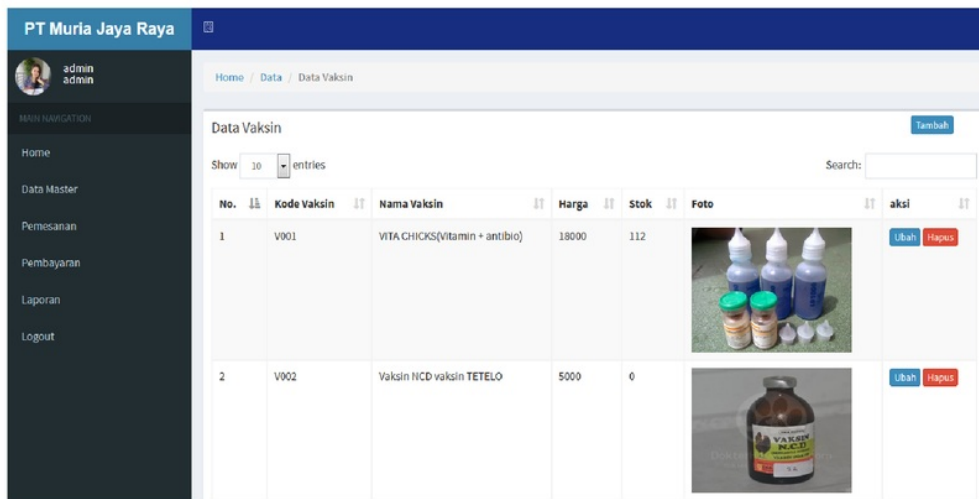 PT Muria Jaya Raya
admin
admin
MAIN NAVIGATION
Home
Data Master
Pemesanan
Pembayaran
Laporan
Logout
Home / Data / Data Vaksin
Data Vaksin
Tambah
Show 10 entries
Search:
No. Kode Vaksin Nama Vaksin Harga Stok Foto aksi
1 V001 VITA CHICKS(Vitamin + antibio) 18000 112 Ubah Hapus
2 V002 Vaksin NCD vaksin TETELO 5000 0 Ubah Hapus
VAKSIN
N.C.D